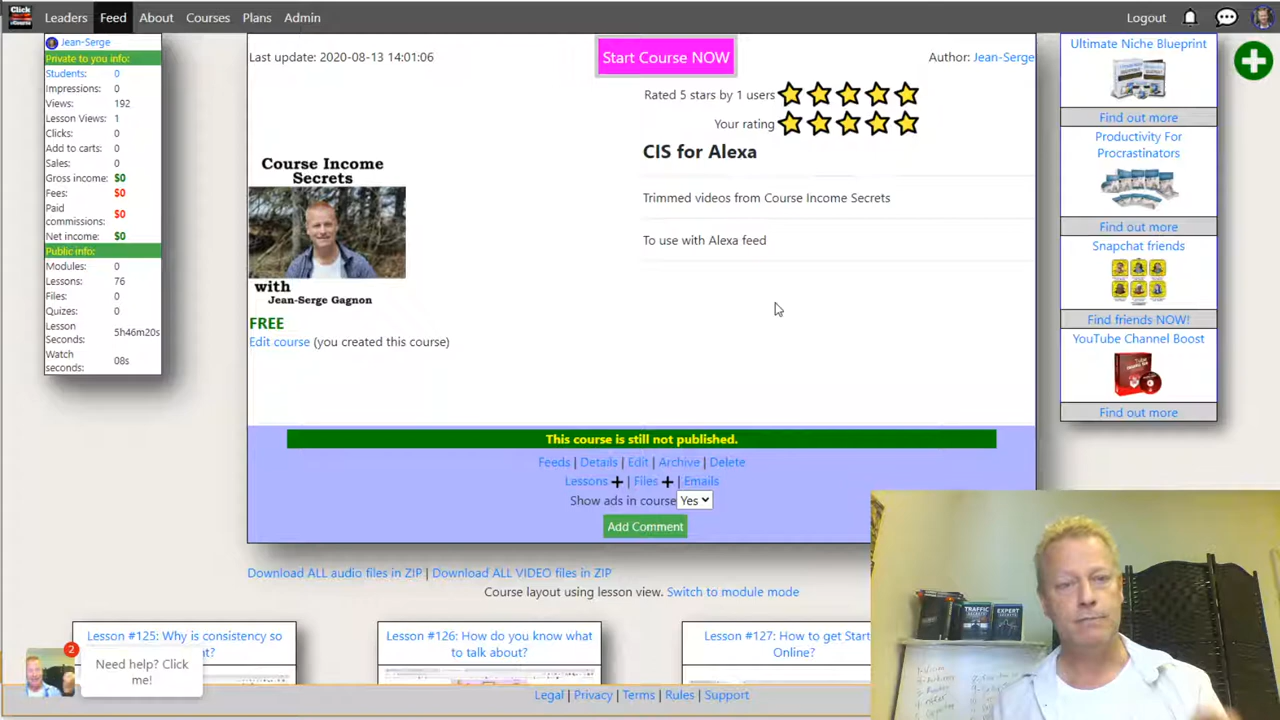 Click
Leaders Feed About Courses Plans Admin Logout
Jean-Serge
Private to you info:
Students: 0
Impressions: 0
Views: 192
Lesson Views: 1
Clicks: 0
Add to carts: 0
Sales: 0
Gross income: $0
Fees: $0
Paid
commissions: $0
Net income: $0
Public info:
Modules: 0
Lessons: 76
Files: 0
Quizes: 0
Lesson
Seconds: 5h46m20s
Watch
seconds: 08s
Last update: 2020-08-13 14:01:06
Start Course NOW
Author: Jean-Serge
Rated 5 stars by 1 users
Your rating
CIS for Alexa
Trimmed videos from Course Income Secrets
To use with Alexa feed
Course Income
Secrets
with
Jean-Serge Gagnon
FREE
Edit course (you created this course)
This course is still not published.
Feeds | Details | Edit | Archive | Delete
Lessons + | Files + | Emails
Show ads in course Yes
Add Comment
Download ALL audio files in ZIP | Download ALL VIDEO files in ZIP
Course layout using lesson view. Switch to module mode
Lesson #125: Why is consistency so
Lesson #126: How do you know what
to talk about?
Lesson #127: How to get Start
Online?
2
Need help? Click
me!
Legal | Privacy | Terms | Rules | Support
Ultimate Niche Blueprint
Find out more
Productivity For
Procrastinators
Find out more
Snapchat friends
Find friends NOW!
YouTube Channel Boost
Find out more
TRAFFIC
SECRETS
EXPERT
SECRETS